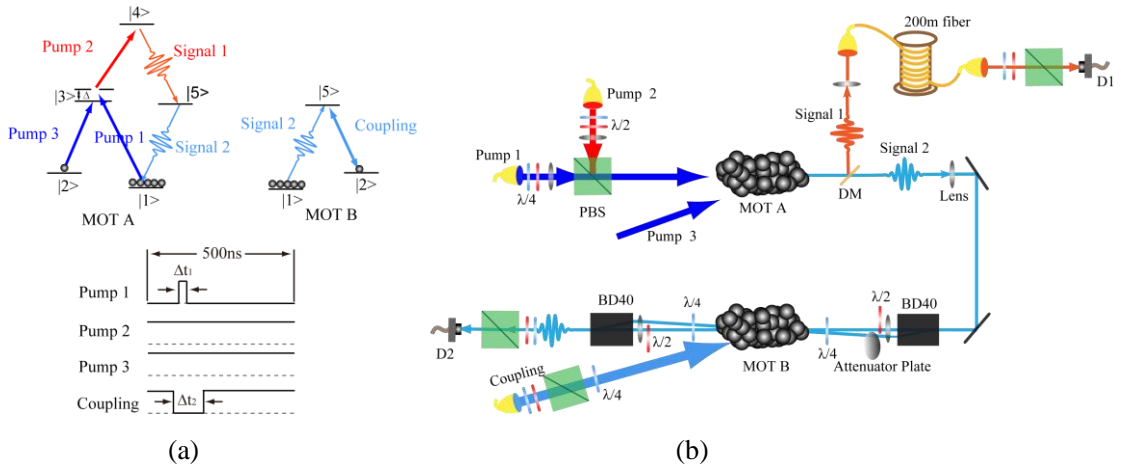 |4>
Pump 2
Signal 1
|3>
Δ
|5>
|5>
Pump 3
Pump 1
Signal 2
Signal 2
Coupling
|2>
|1>
|1>
|2>
MOT A
MOT B
500ns
Δt1
Pump 1
Pump 2
Pump 3
Coupling
Δt2
(a)
200m fiber
D1
Pump 2
λ/2
Signal 1
Signal 2
Pump 1
λ/4
PBS
MOT A
DM
Lens
Pump 3
BD40
λ/4
λ/2
BD40
D2
λ/2
MOT B
λ/4
Attenuator Plate
Coupling
λ/4
(b)